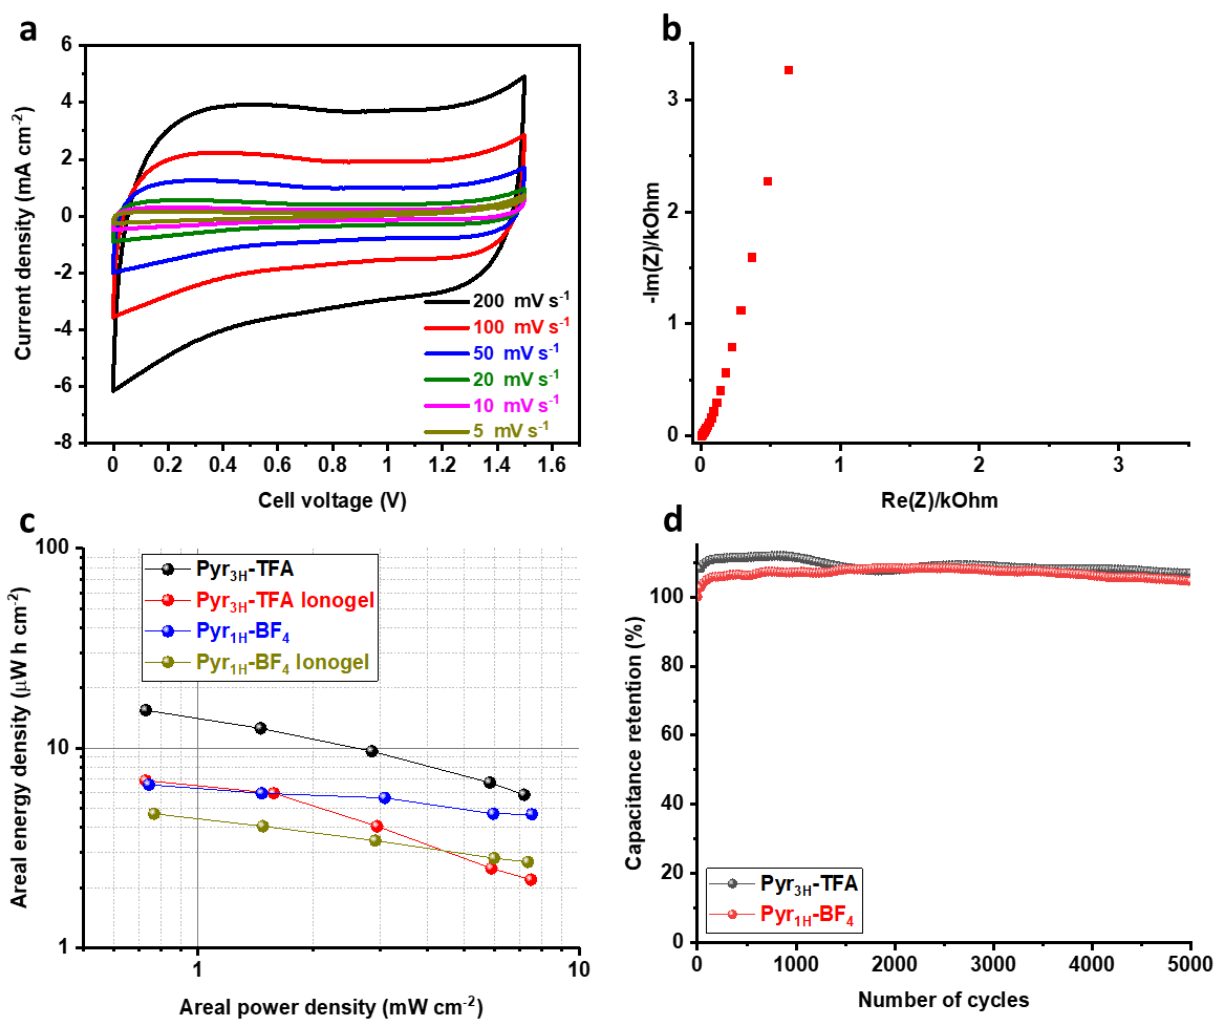 a
6
4
2
0
-2
-4
-6
-8
Current density (mA cm-2)
0 0.2 0.4 0.6 0.8 1 1.2 1.4 1.6
Cell voltage (V)
200 mV s-1
100 mV s-1
50 mV s-1
20 mV s-1
10 mV s-1
5 mV s-1
b
3
2
1
0
-Im(Z)/kOhm
0 1 2 3
Re(Z)/kOhm
c
100
10
1
Areal energy density (μW h cm-2)
1 10
Areal power density (mW cm-2)
Pyr3H-TFA
Pyr3H-TFA Ionogel
Pyr1H-BF4
Pyr1H-BF4 Ionogel
d
100
80
60
40
20
0
Capacitance retention (%)
0 1000 2000 3000 4000 5000
Number of cycles
Pyr3H-TFA
Pyr1H-BF4